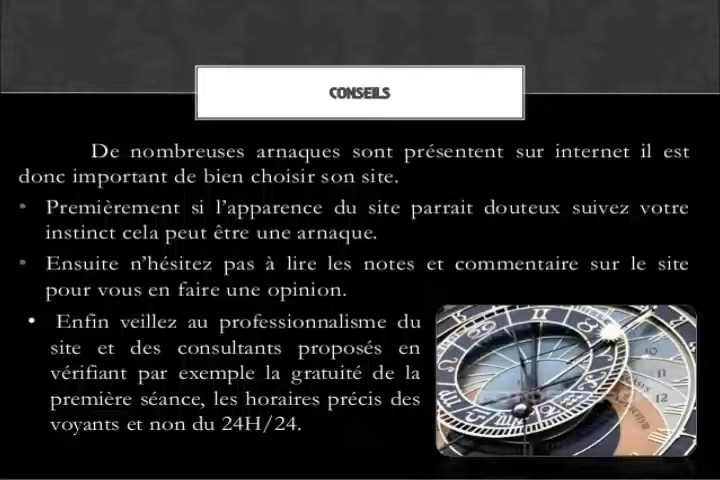 CONSEILS
De nombreuses arnaques sont présentent sur internet il est
donc important de bien choisir son site.
• Premièrement si l'apparence du site parrait douteux suivez votre
instinct cela peut être une arnaque.
• Ensuite n'hésitez pas à lire les notes et commentaire sur le site
pour vous en faire une opinion.
• Enfin veillez au professionnalisme du
site et des consultants proposés en
vérifiant par exemple la gratuité de la
première séance, les horaires précis des
voyants et non du 24H/24.
10
11
12